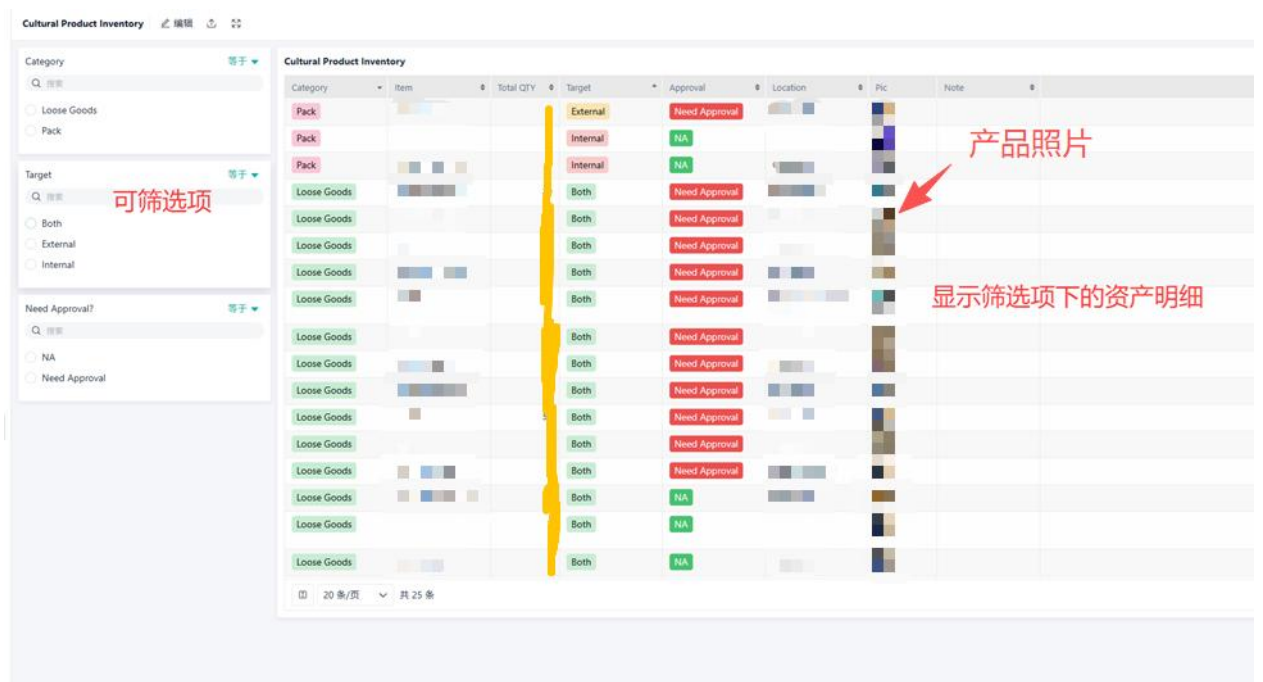 Cultural Product Inventory 编辑
Category 等于
搜索
Loose Goods
Pack
Target 等于
搜索
可筛选项
Both
External
Internal
Need Approval? 等于
搜索
NA
Need Approval
Cultural Product Inventory
Category Item Total QTY Target Approval Location Pic Note
Pack External Need Approval
Pack Internal NA
Pack Internal NA
Loose Goods Both Need Approval
Loose Goods Both Need Approval
Loose Goods Both Need Approval
Loose Goods Both Need Approval
Loose Goods Both Need Approval
Loose Goods Both Need Approval
Loose Goods Both Need Approval
Loose Goods Both Need Approval
Loose Goods Both Need Approval
Loose Goods Both Need Approval
Loose Goods Both Need Approval
Loose Goods Both NA
Loose Goods Both NA
Loose Goods Both NA
产品照片
显示筛选项下的资产明细
20 条/页 共 25 条